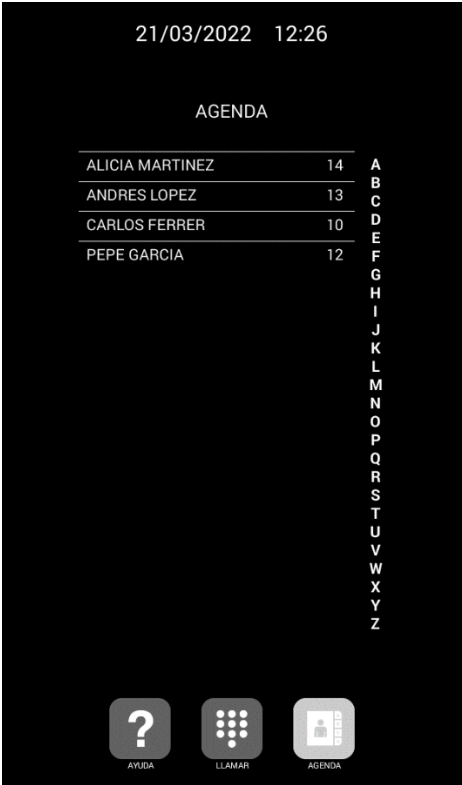 21/03/2022 12:26
AGENDA
ALICIA MARTINEZ 14
ANDRES LOPEZ 13
CARLOS FERRER 10
PEPE GARCIA 12
A
B
C
D
E
F
G
H
I
J
K
L
M
N
O
P
Q
R
S
T
U
V
W
X
Y
Z
?
AYUDA LLAMAR AGENDA